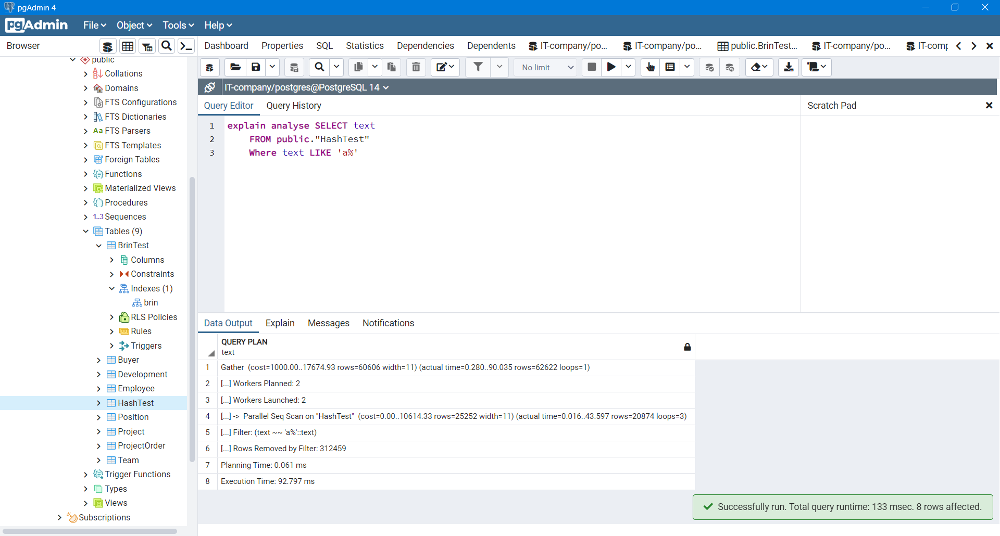 pgAdmin 4
pgAdmin File Object Tools Help
Browser
Dashboard Properties SQL Statistics Dependencies Dependents IT-company/po... IT-company/po... public.BrinTest... IT-company/po... IT-comp
public
Collations
Domains
FTS Configurations
FTS Dictionaries
Aa FTS Parsers
FTS Templates
Foreign Tables
Functions
Materialized Views
Procedures
1..3 Sequences
Tables (9)
BrinTest
Columns
Constraints
Indexes (1)
brin
RLS Policies
Rules
Triggers
Buyer
Development
Employee
HashTest
Position
Project
ProjectOrder
Team
Trigger Functions
Types
Views
Subscriptions
No limit
IT-company/postgres@PostgreSQL 14
Query Editor Query History
Scratch Pad
1 explain analyse SELECT text
2 FROM public."HashTest"
3 Where text LIKE 'a%'
Data Output Explain Messages Notifications
QUERY PLAN
text
1 Gather (cost=1000.00..17674.93 rows=60606 width=11) (actual time=0.280..90.035 rows=62622 loops=1)
2 [...] Workers Planned: 2
3 [...] Workers Launched: 2
4 [...] -> Parallel Seq Scan on "HashTest" (cost=0.00..10614.33 rows=25252 width=11) (actual time=0.016..43.597 rows=20874 loops=3)
5 [...] Filter: (text ~~ 'a%'::text)
6 [...] Rows Removed by Filter: 312459
7 Planning Time: 0.061 ms
8 Execution Time: 92.797 ms
Successfully run. Total query runtime: 133 msec. 8 rows affected.